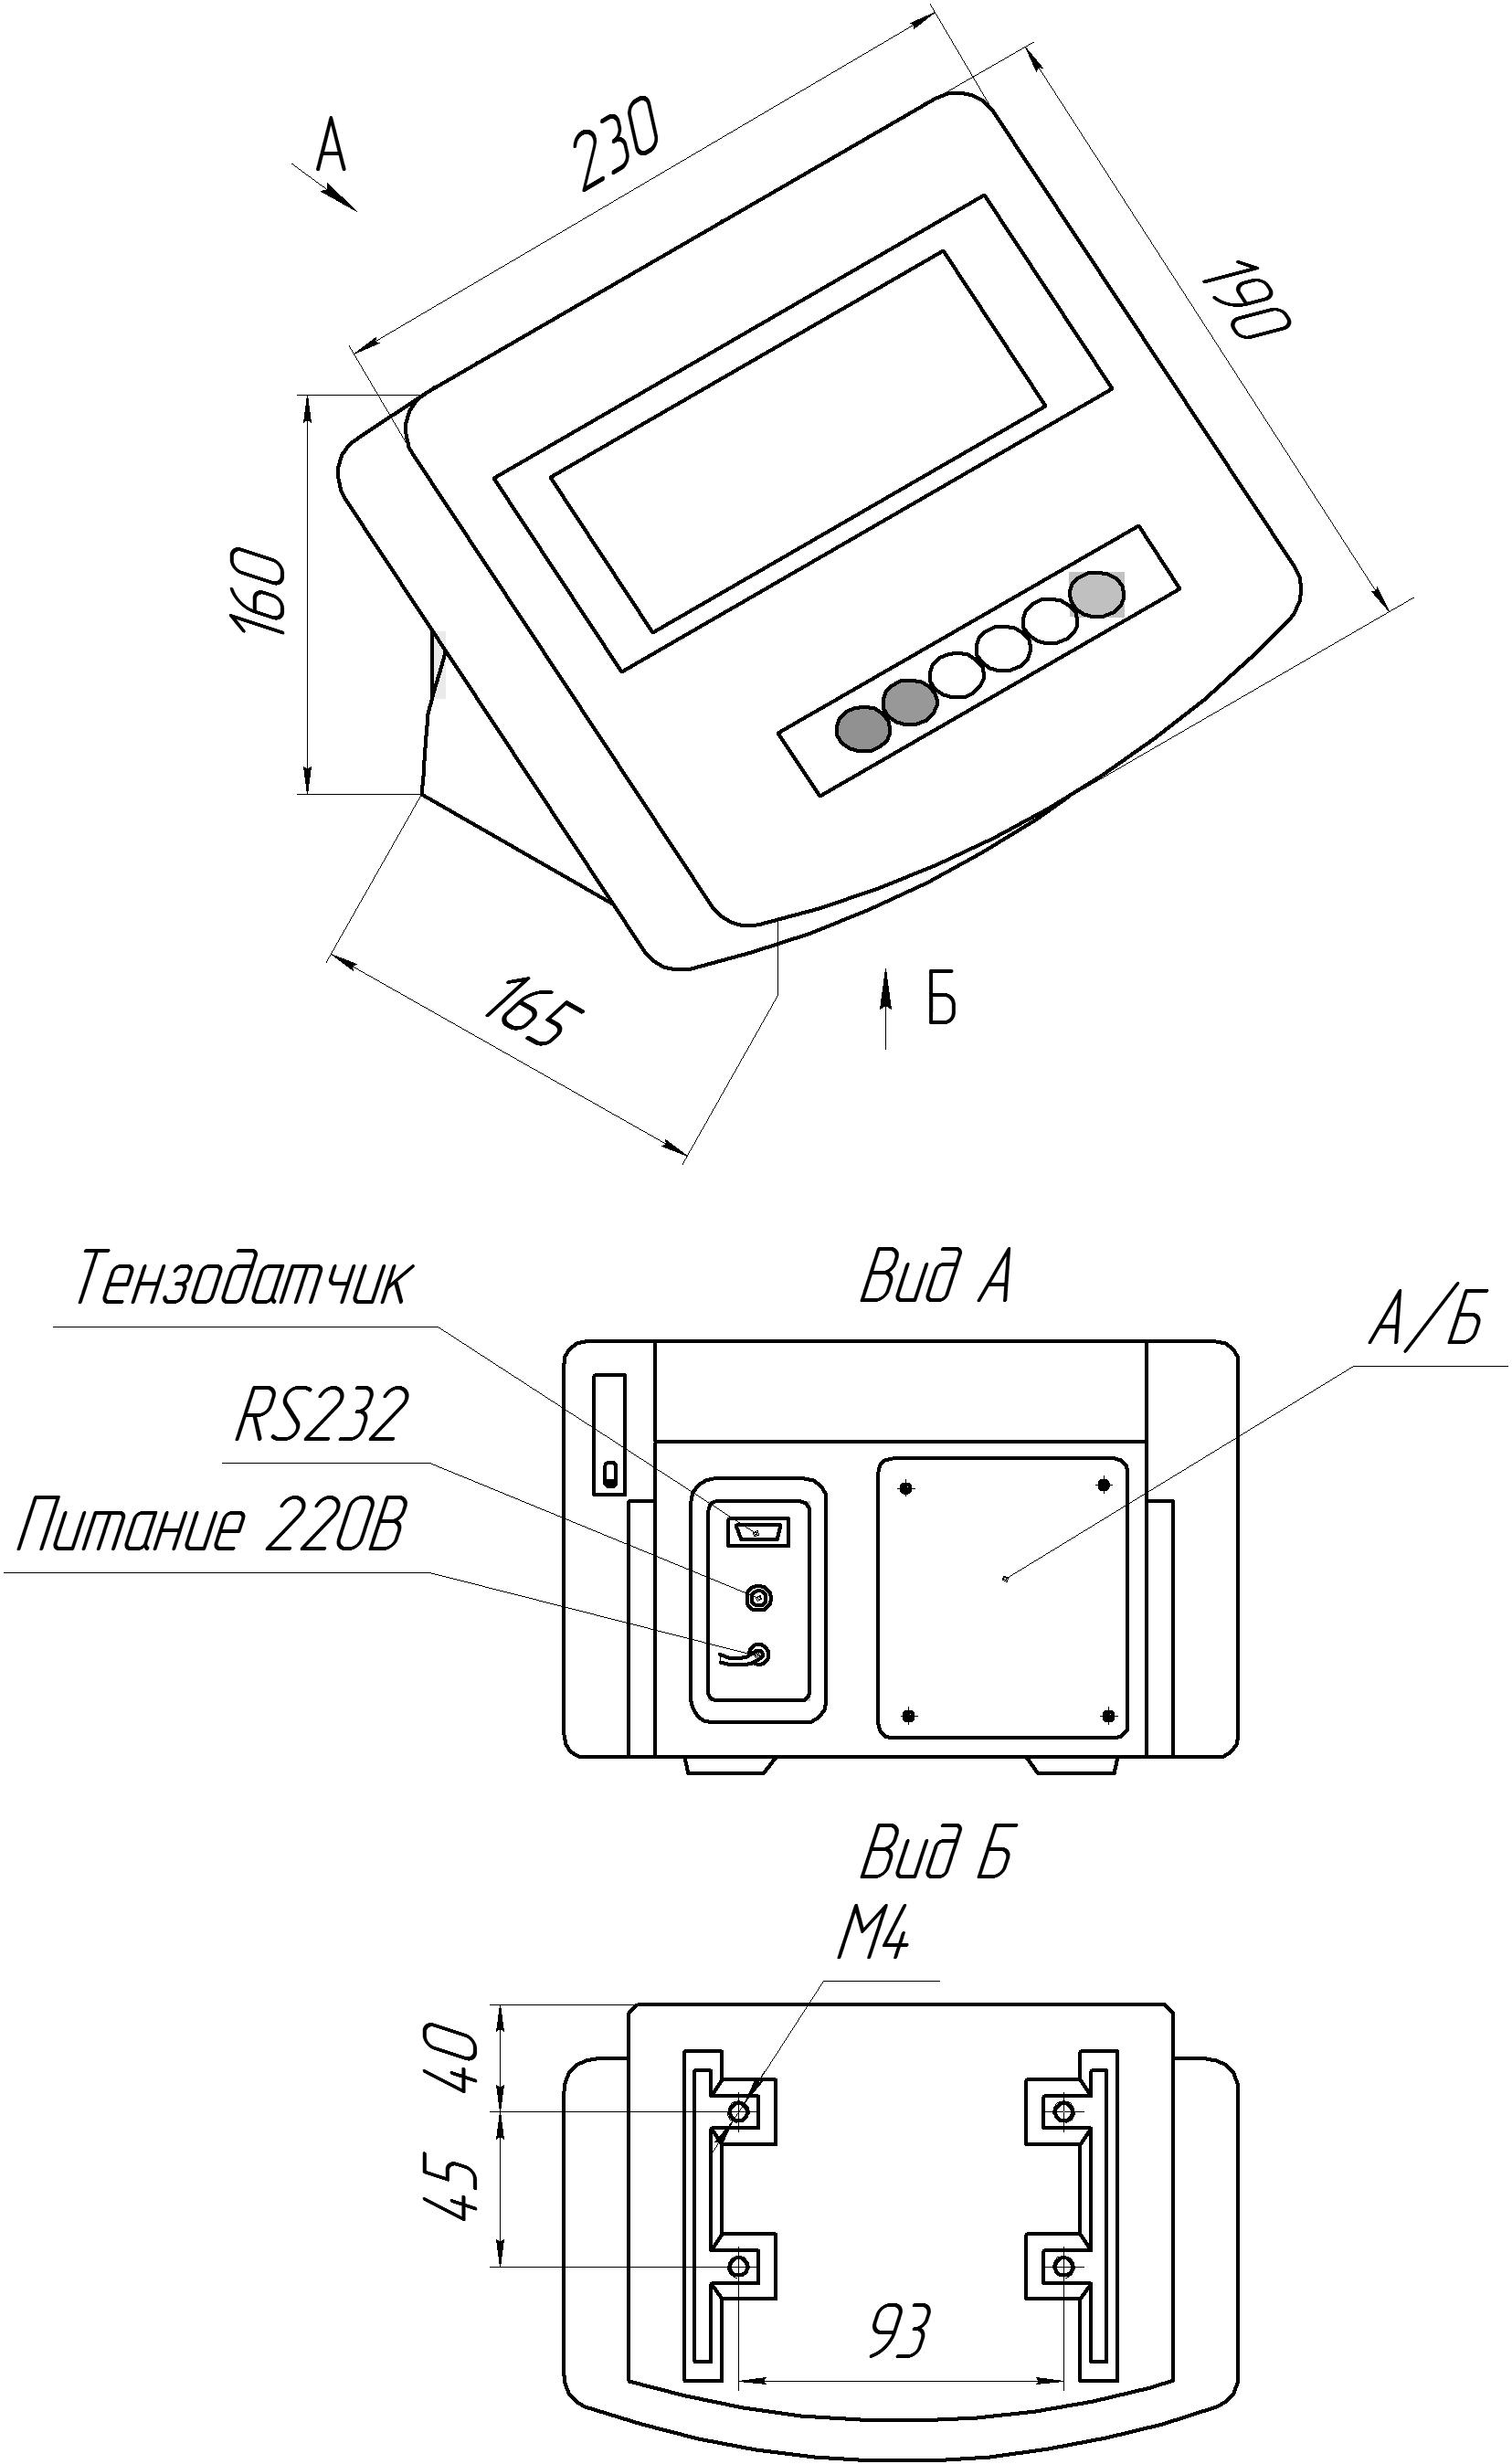 А
230
190
160
165
Б
Тензодатчик
Вид А
А/Б
RS232
Питание 220В
Вид Б
М4
40
45
93